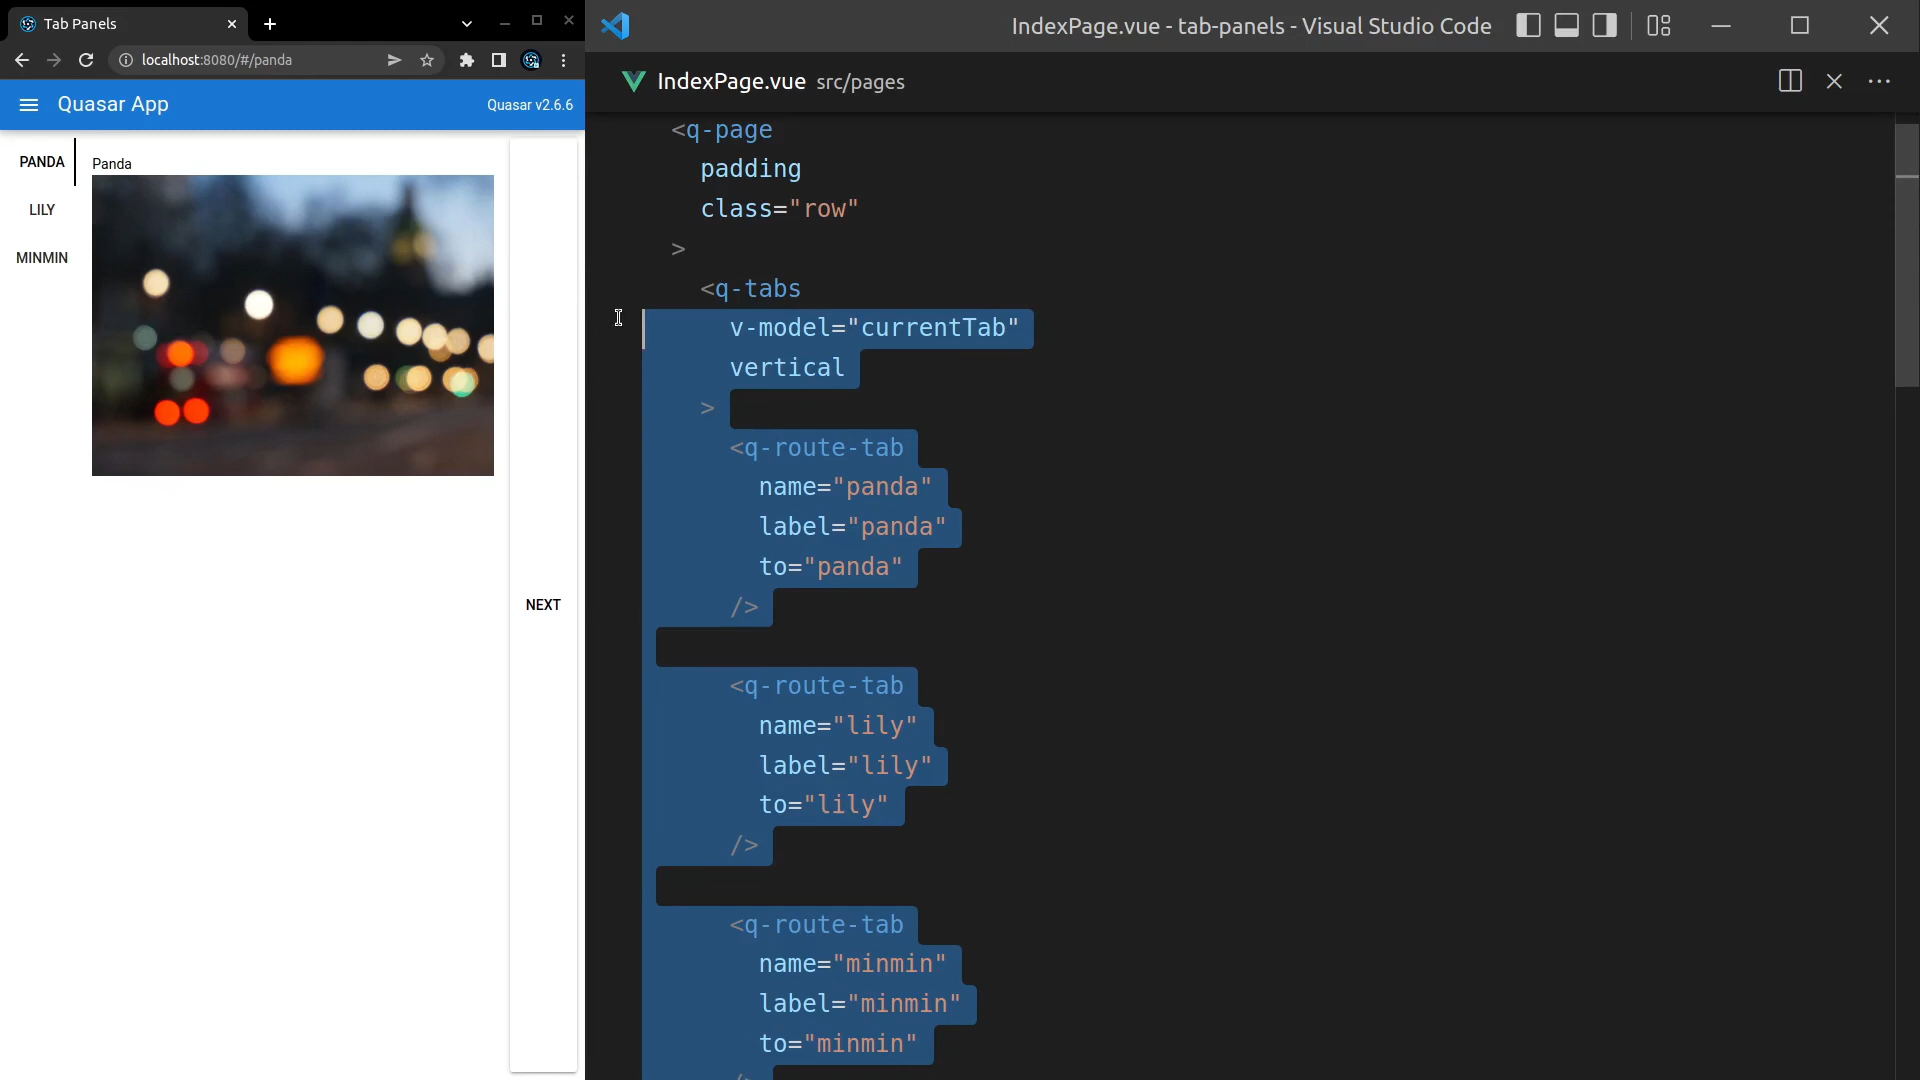 Tab Panels
localhost:8080/#/panda
Quasar App
Quasar v2.6.6
PANDA
LILY
MINMIN
Panda
NEXT
IndexPage.vue - tab-panels - Visual Studio Code
IndexPage.vue src/pages
<q-page
padding
class="row"
>
<q-tabs
v-model="currentTab"
vertical
>
<q-route-tab
name="panda"
label="panda"
to="panda"
/>
<q-route-tab
name="lily"
label="lily"
to="lily"
/>
<q-route-tab
name="minmin"
label="minmin"
to="minmin"
/>